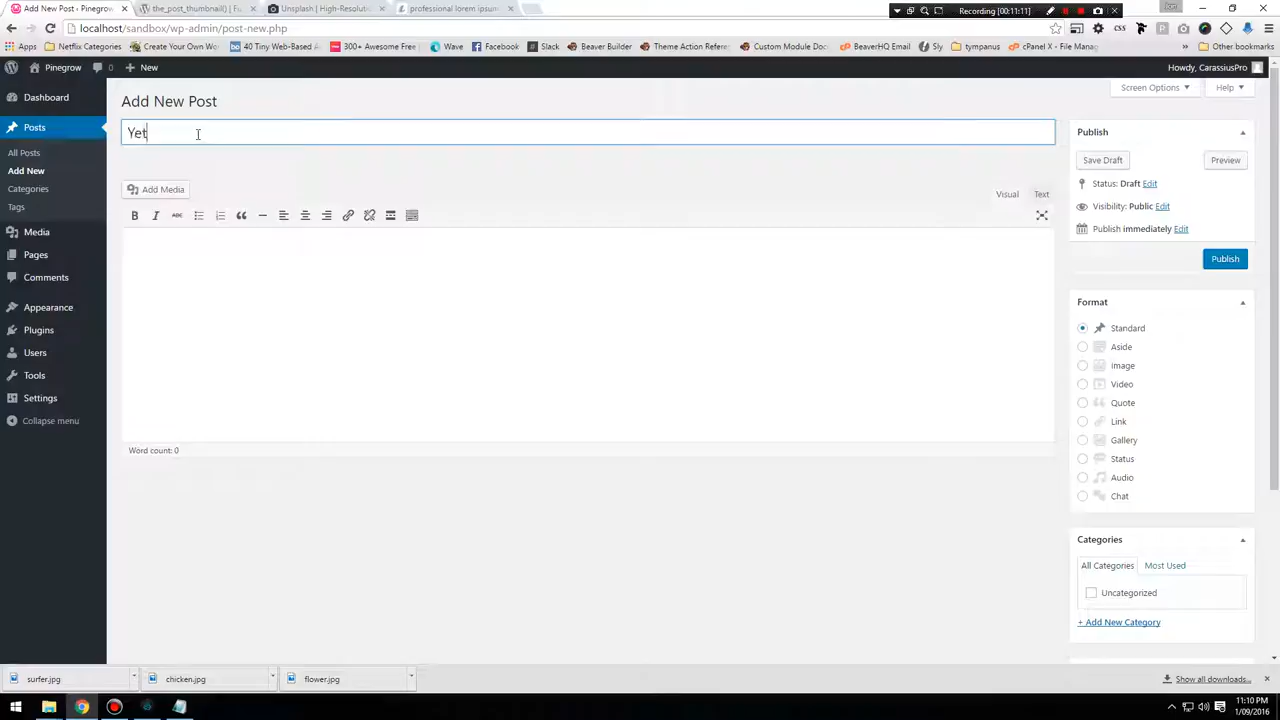 Add New Post ‹ Pinegrow
the_post_thumbnail() | Fu
Unsplash | High-Resoluti
professional lorem ipsum
Recording [00:11:11]
localhost/sandbox/wp-admin/post-new.php
Apps
Netflix Categories
Create Your Own Wo
40 Tiny Web-Based A
300+ Awesome Free
Wave
Facebook
Slack
Beaver Builder
Theme Action Refere
Custom Module Doc
BeaverHQ Email
Sly
tympanus
cPanel X - File Mana
»
Other bookmarks
Pinegrow
0
New
Howdy, CarassiusPro
Dashboard
Posts
All Posts
Add New
Categories
Tags
Media
Pages
Comments
Appearance
Plugins
Users
Tools
Settings
Collapse menu
Screen Options
Help
Add New Post
Yet
Add Media
Visual
Text
B I ABC
Word count: 0
Publish
Save Draft
Preview
Status: Draft Edit
Visibility: Public Edit
Publish immediately Edit
Publish
Format
Standard
Aside
Image
Video
Quote
Link
Gallery
Status
Audio
Chat
Categories
All Categories
Most Used
Uncategorized
+ Add New Category
surfer.jpg
chicken.jpg
flower.jpg
Show all downloads...
11:10 PM
1/09/2016